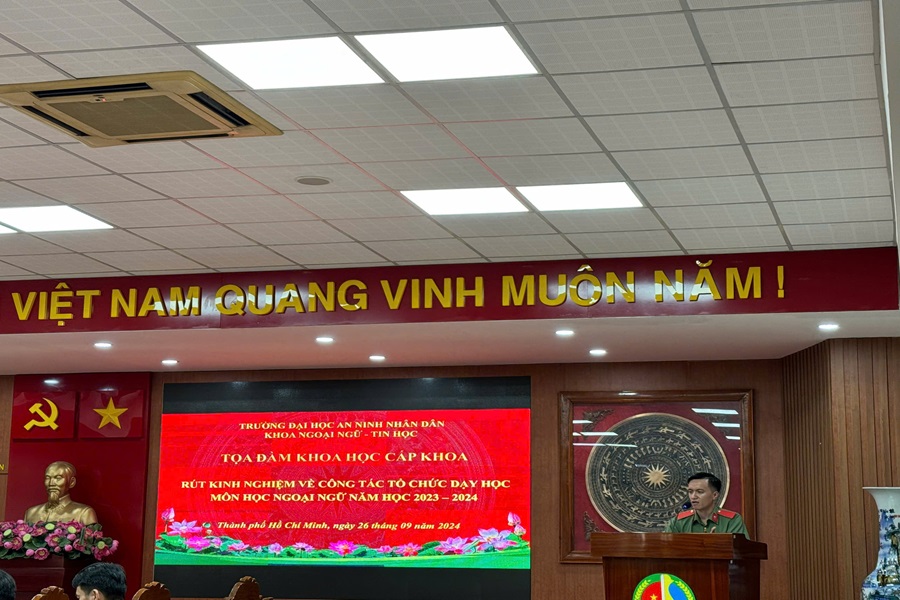 VIỆT NAM QUANG VINH MUÔN NĂM !
TRƯỜNG ĐẠI HỌC AN NINH NHÂN DÂN
KHOA NGOẠI NGỮ - TIN HỌC
TỌA ĐÀM KHOA HỌC CẤP KHOA
RÚT KINH NGHIỆM VỀ CÔNG TÁC TỔ CHỨC DẠY HỌC
MÔN HỌC NGOẠI NGỮ NĂM HỌC 2023 – 2024
Thành phố Hồ Chí Minh, ngày 26 tháng 09 năm 2024